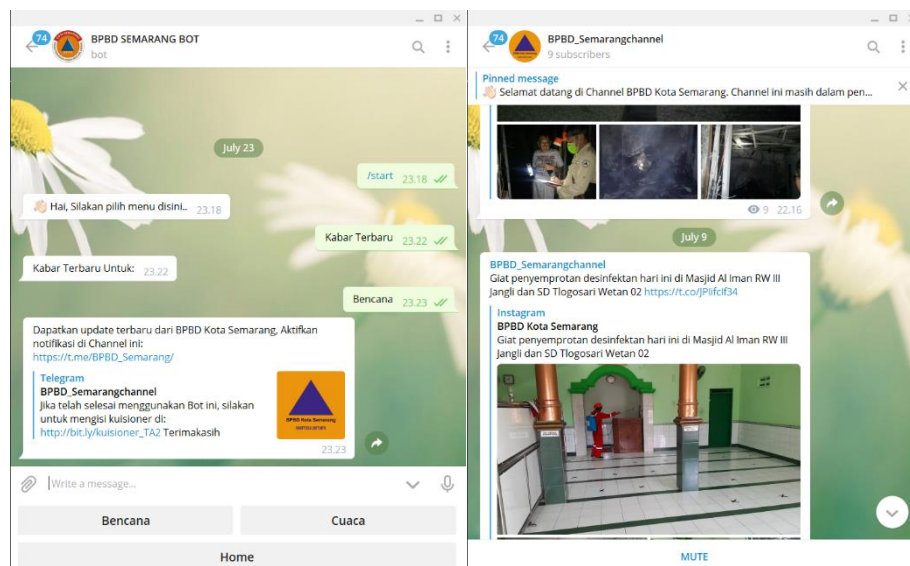 74
BPBD SEMARANG BOT
bot
July 23
/start 23.18
👋🏻 Hai, Silakan pilih menu disini.. 23.18
Kabar Terbaru 23.22
Kabar Terbaru Untuk: 23.22
Bencana 23.23
Dapatkan update terbaru dari BPBD Kota Semarang, Aktifkan
notifikasi di Channel ini:
https://t.me/BPBD_Semarang/
Telegram
BPBD_Semarangchannel
Jika telah selesai menggunakan Bot ini, silakan
untuk mengisi kuisioner di:
http://bit.ly/kuisioner_TA2 Terimakasih
BPBD Kota Semarang
23.23
Write a message...
Bencana
Cuaca
Home
74
BPBD_Semarangchannel
9 subscribers
Pinned message
👋🏻 Selamat datang di Channel BPBD Kota Semarang. Channel ini masih dalam pen...
9 22.16
July 9
BPBD_Semarangchannel
Giat penyemprotan desinfektan hari ini di Masjid Al Iman RW III
Jangli dan SD Tlogosari Wetan 02 https://t.co/JPlifclf34
Instagram
BPBD Kota Semarang
Giat penyemprotan desinfektan hari ini di Masjid Al Iman RW III
Jangli dan SD Tlogosari Wetan 02
MUTE